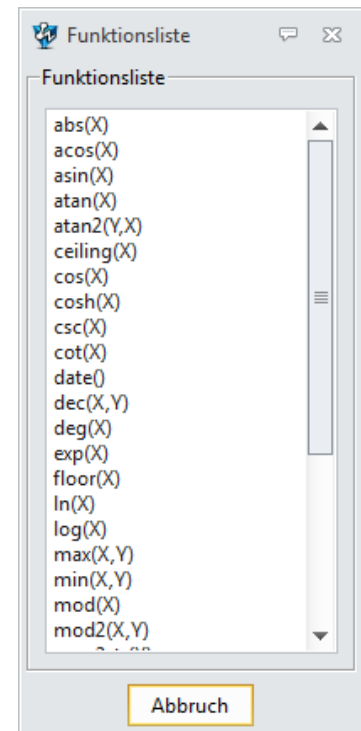 Funktionsliste
Funktionsliste
abs(X)
acos(X)
asin(X)
atan(X)
atan2(Y,X)
ceiling(X)
cos(X)
cosh(X)
csc(X)
cot(X)
date()
dec(X,Y)
deg(X)
exp(X)
floor(X)
ln(X)
log(X)
max(X,Y)
min(X,Y)
mod(X)
mod2(X,Y)
Abbruch